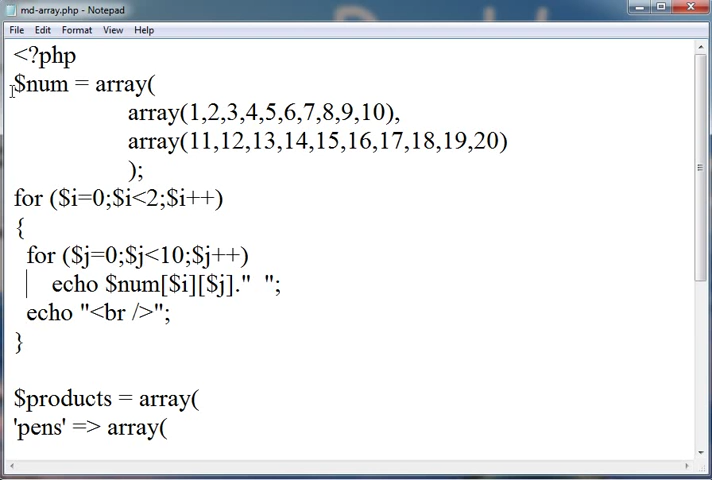 md-array.php - Notepad
File Edit Format View Help
<?php
$num = array(
array(1,2,3,4,5,6,7,8,9,10),
array(11,12,13,14,15,16,17,18,19,20)
);
for ($i=0;$i<2;$i++)
{
for ($j=0;$j<10;$j++)
echo $num[$i][$j]."  ";
echo "<br />";
}
$products = array(
'pens' => array(